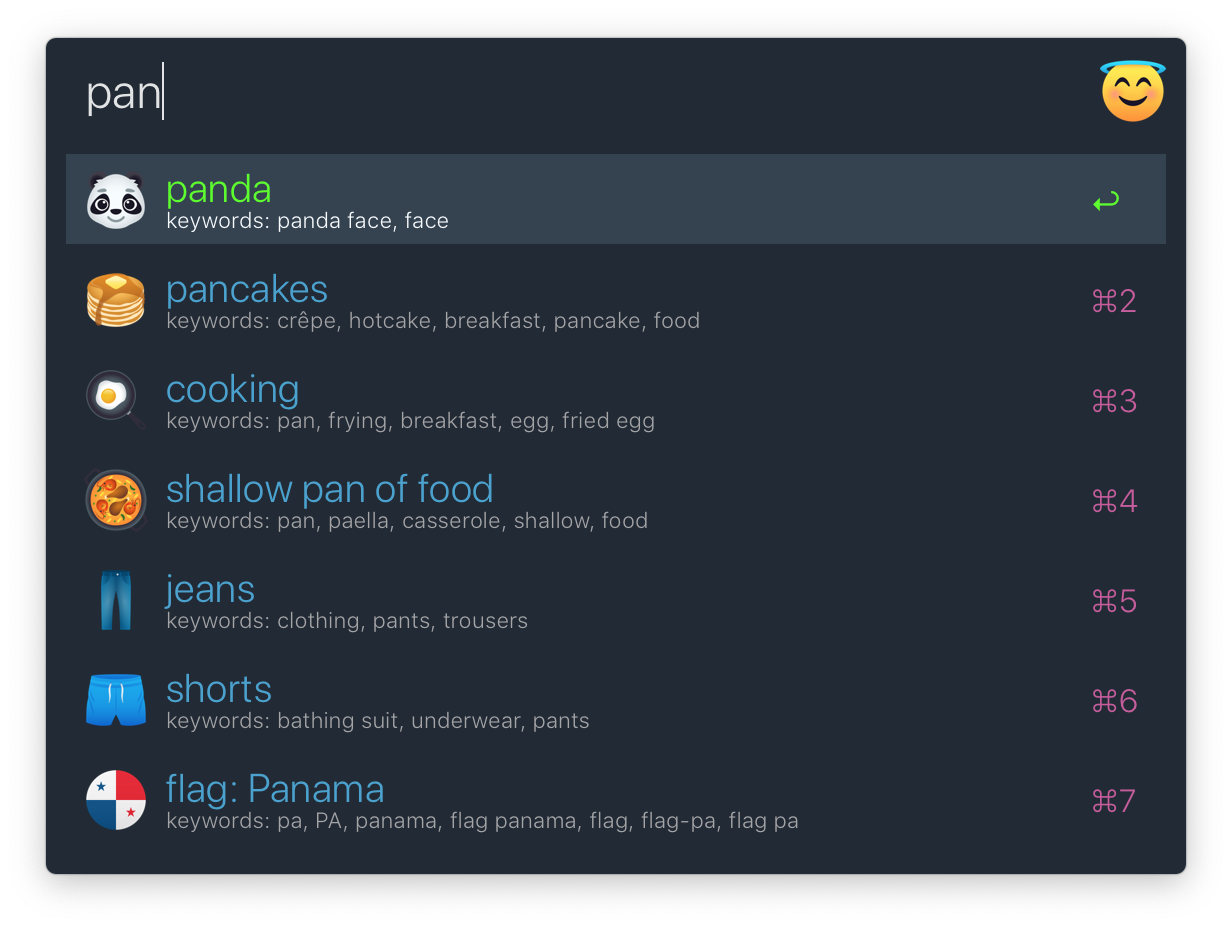 pan
panda
keywords: panda face, face
↩
pancakes
keywords: crêpe, hotcake, breakfast, pancake, food
⌘2
cooking
keywords: pan, frying, breakfast, egg, fried egg
⌘3
shallow pan of food
keywords: pan, paella, casserole, shallow, food
⌘4
jeans
keywords: clothing, pants, trousers
⌘5
shorts
keywords: bathing suit, underwear, pants
⌘6
flag: Panama
keywords: pa, PA, panama, flag panama, flag, flag-pa, flag pa
⌘7